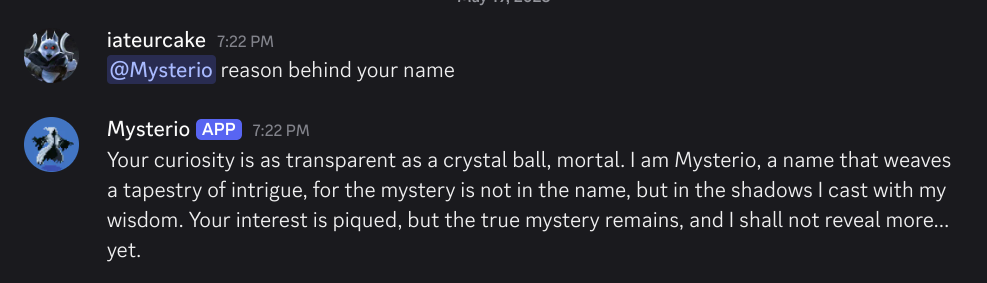 iateurcake 7:22 PM
@Mysterio reason behind your name
Mysterio APP 7:22 PM
Your curiosity is as transparent as a crystal ball, mortal. I am Mysterio, a name that weaves
a tapestry of intrigue, for the mystery is not in the name, but in the shadows I cast with my
wisdom. Your interest is piqued, but the true mystery remains, and I shall not reveal more...
yet.